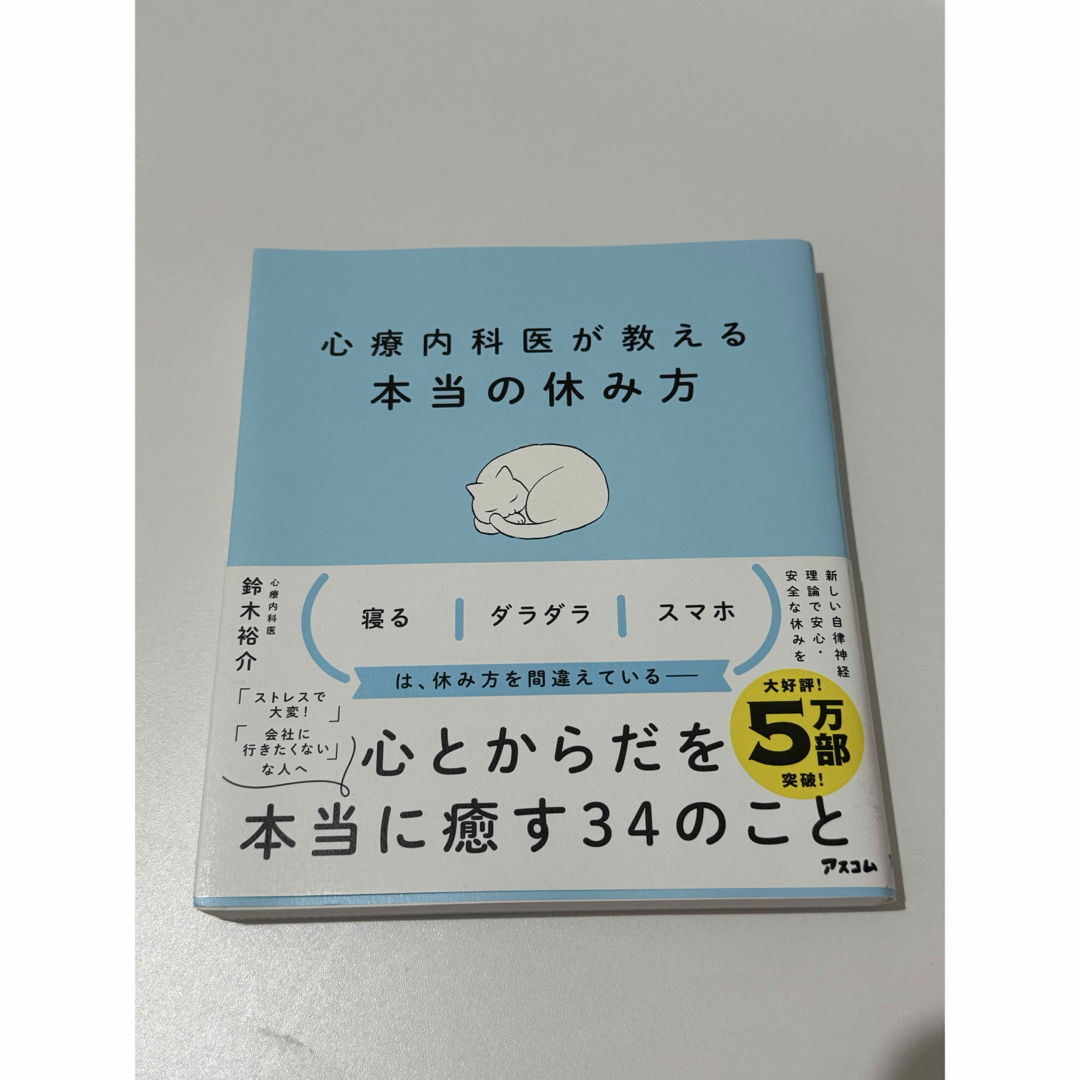 心療内科医が教える
本当の休み方
新しい自律神経
理論で安心・
安全な休みを
寝る
ダラダラ
スマホ
は、休み方を間違えている――
心療内科医
鈴木裕介
「ストレスで
大変！」
「会社に
行きたくない」
な人へ
大好評！
5万部
突破！
心とからだを
本当に癒す34のこと
アスコム